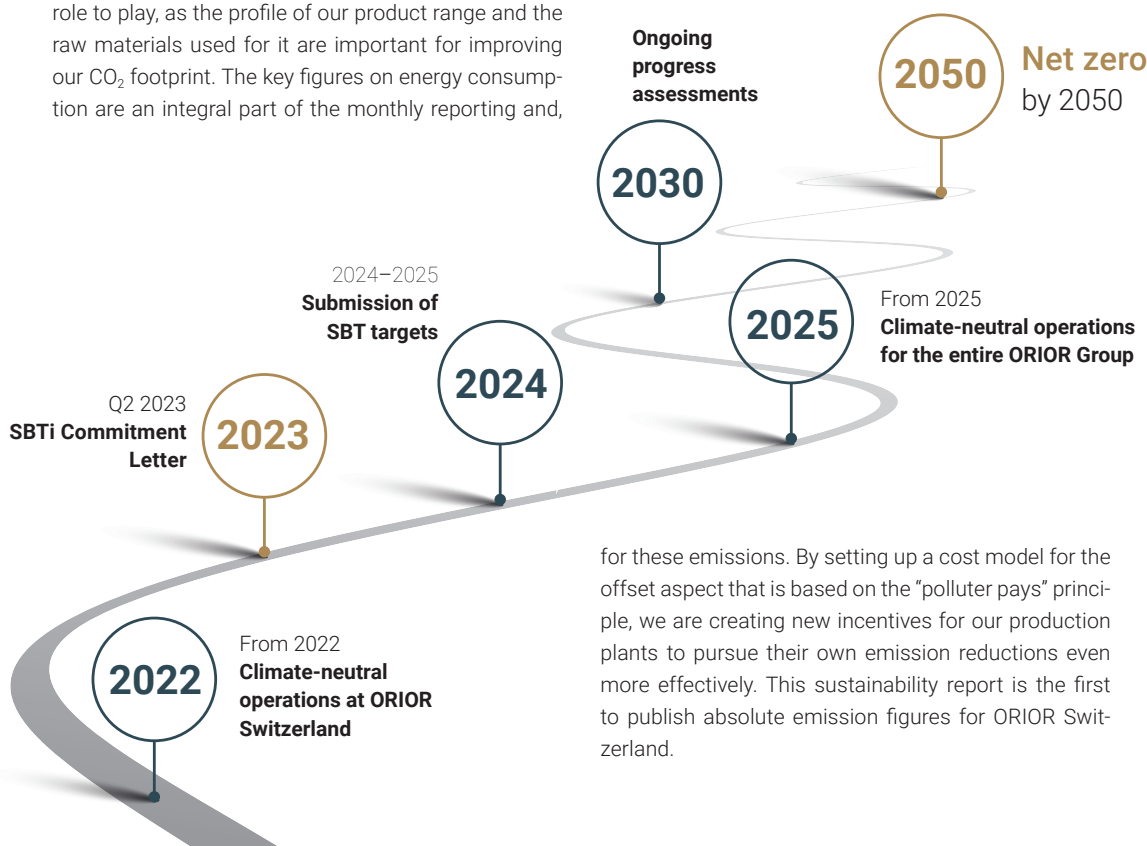 role to play, as the profile of our product range and the
raw materials used for it are important for improving
our CO₂ footprint. The key figures on energy consump-
tion are an integral part of the monthly reporting and,
Ongoing
progress
assessments
2050
Net zero
by 2050
2030
2024–2025
Submission of
SBT targets
2024
2025
From 2025
Climate-neutral operations
for the entire ORIOR Group
Q2 2023
SBTi Commitment
Letter
2023
2022
From 2022
Climate-neutral
operations at ORIOR
Switzerland
for these emissions. By setting up a cost model for the
offset aspect that is based on the “polluter pays” princi-
ple, we are creating new incentives for our production
plants to pursue their own emission reductions even
more effectively. This sustainability report is the first
to publish absolute emission figures for ORIOR Swit-
zerland.